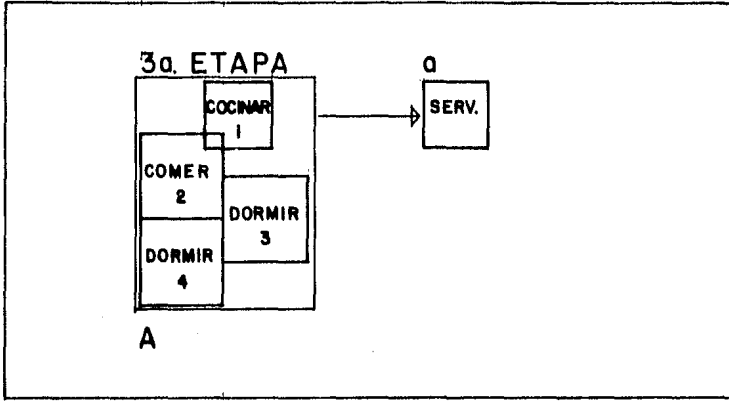 3a. ETAPA
a
COCINAR
1
SERV.
COMER
2
DORMIR
3
DORMIR
4
A